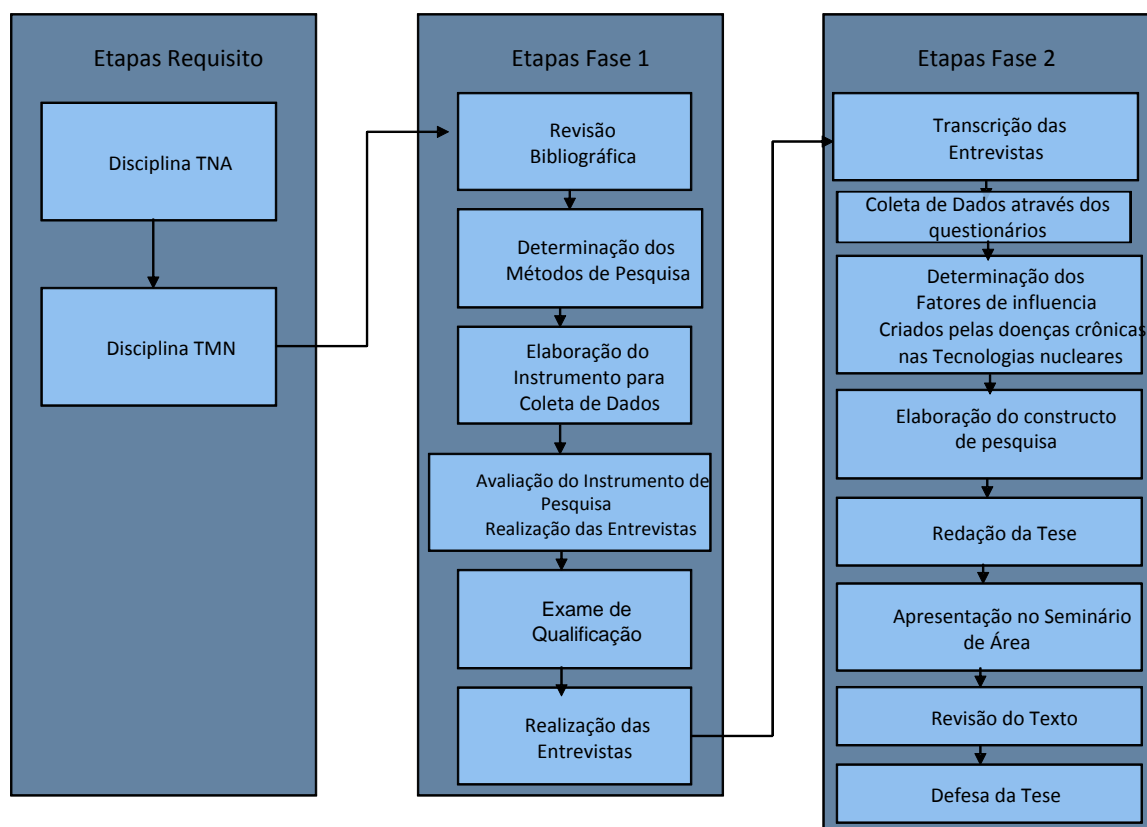 Etapas Requisito
Disciplina TNA
Disciplina TMN
Etapas Fase 1
Revisão
Bibliográfica
Determinação dos
Métodos de Pesquisa
Elaboração do
Instrumento para
Coleta de Dados
Avaliação do Instrumento de
Pesquisa
Realização das Entrevistas
Exame de
Qualificação
Realização das
Entrevistas
Etapas Fase 2
Transcrição das
Entrevistas
Coleta de Dados através dos
questionários
Determinação dos
Fatores de influencia
Criados pelas doenças crônicas
nas Tecnologias nucleares
Elaboração do constructo
de pesquisa
Redação da Tese
Apresentação no Seminário
de Área
Revisão do Texto
Defesa da Tese